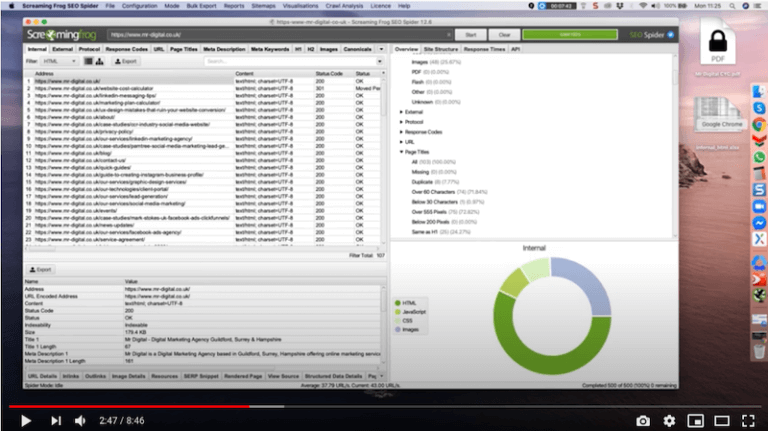 Screaming Frog SEO Spider File Configuration Mode Bulk Export Reports Sitemaps Visualisations Crawl Analysis Licence Help
00:07:42 Mon 11:25
https-www-mr-digital.co.uk - Screaming Frog SEO Spider 12.6
Screamingfrog https://www.mr-digital.co.uk/ Start Clear SEO Spider
Internal External Protocol Response Codes URL Page Titles Meta Description Meta Keywords H1 H2 Images Canonicals
Filter: HTML Export Search...
Address Content Status Code Status
1 https://www.mr-digital.co.uk/ text/html; charset=UTF-8 200 OK
2 https://www.mr-digital.co.uk/website-cost-calculator text/html; charset=UTF-8 301 Moved Pe
3 https://www.mr-digital.co.uk/linkedin-messaging-tips/ text/html; charset=UTF-8 200 OK
4 https://www.mr-digital.co.uk/marketing-plan-calculator/ text/html; charset=UTF-8 200 OK
5 https://www.mr-digital.co.uk/ux-design-mistakes-that-ruin-your-website-conversion/ text/html; charset=UTF-8 200 OK
6 https://www.mr-digital.co.uk/about/ text/html; charset=UTF-8 200 OK
7 https://www.mr-digital.co.uk/case-studies/cr-industry-social-media-website/ text/html; charset=UTF-8 200 OK
8 https://www.mr-digital.co.uk/privacy-policy/ text/html; charset=UTF-8 200 OK
9 https://www.mr-digital.co.uk/our-services/linkedin-marketing-agency/ text/html; charset=UTF-8 200 OK
10 https://www.mr-digital.co.uk/case-studies/pentree-social-media-marketing-lead-ge... text/html; charset=UTF-8 200 OK
11 https://www.mr-digital.co.uk/blog/ text/html; charset=UTF-8 200 OK
12 https://www.mr-digital.co.uk/contact-us/ text/html; charset=UTF-8 200 OK
13 https://www.mr-digital.co.uk/quick-guides/ text/html; charset=UTF-8 200 OK
14 https://www.mr-digital.co.uk/guide-to-creating-instagram-business-profile/ text/html; charset=UTF-8 200 OK
15 https://www.mr-digital.co.uk/our-services/graphic-design-services/ text/html; charset=UTF-8 200 OK
16 https://www.mr-digital.co.uk/our-technologies/client-portal/ text/html; charset=UTF-8 200 OK
17 https://www.mr-digital.co.uk/our-services/lead-generation/ text/html; charset=UTF-8 200 OK
18 https://www.mr-digital.co.uk/our-services/social-media-marketing/ text/html; charset=UTF-8 200 OK
19 https://www.mr-digital.co.uk/events/ text/html; charset=UTF-8 200 OK
20 https://www.mr-digital.co.uk/case-studies/mark-stokes-uk-facebook-ads-clickfunnels/ text/html; charset=UTF-8 200 OK
21 https://www.mr-digital.co.uk/news-updates/ text/html; charset=UTF-8 200 OK
22 https://www.mr-digital.co.uk/our-services/facebook-ads-agency/ text/html; charset=UTF-8 200 OK
23 https://www.mr-digital.co.uk/service-agreement/ text/html; charset=UTF-8 200 OK
Filter Total: 107
Export
Name Value
Address https://www.mr-digital.co.uk/
URL Encoded Address https://www.mr-digital.co.uk/
Content text/html; charset=UTF-8
Status Code 200
Status OK
Indexability Indexable
Size 179.4 KB
Title 1 Mr Digital - Digital Marketing Agency Guildford, Surrey & Hampshire
Title 1 Length 67
Meta Description 1 Mr Digital is a Digital Marketing Agency based in Guildford, Surrey, Hampshire offering online marketing service
Meta Description 1 Length 161
URL Details Inlinks Outlinks Image Details Resources SERP Snippet Rendered Page View Source Structured Data Details
Spider Mode: Idle Average: 37.79 URL/s. Current: 43.00 URL/s. Completed 500 of 500 (100%) 0 remaining
Overview Site Structure Response Times API
Images
PDF (0) (0.00%)
Flash (0) (0.00%)
Other (0) (0.00%)
Unknown (0) (0.00%)
External
Protocol
Response Codes
URL
Page Titles
All (103) (100.00%)
Missing (0) (0.00%)
Duplicate (8) (7.77%)
Over 60 Characters (74) (71.84%)
Below 30 Characters (1) (0.97%)
Over 555 Pixels
Below 200 Pixels (0) (0.00%)
Same as H1 (25) (24.27%)
Internal
HTML
JavaScript
CSS
Images
PDF
Google Chrome
2:47 / 8:46